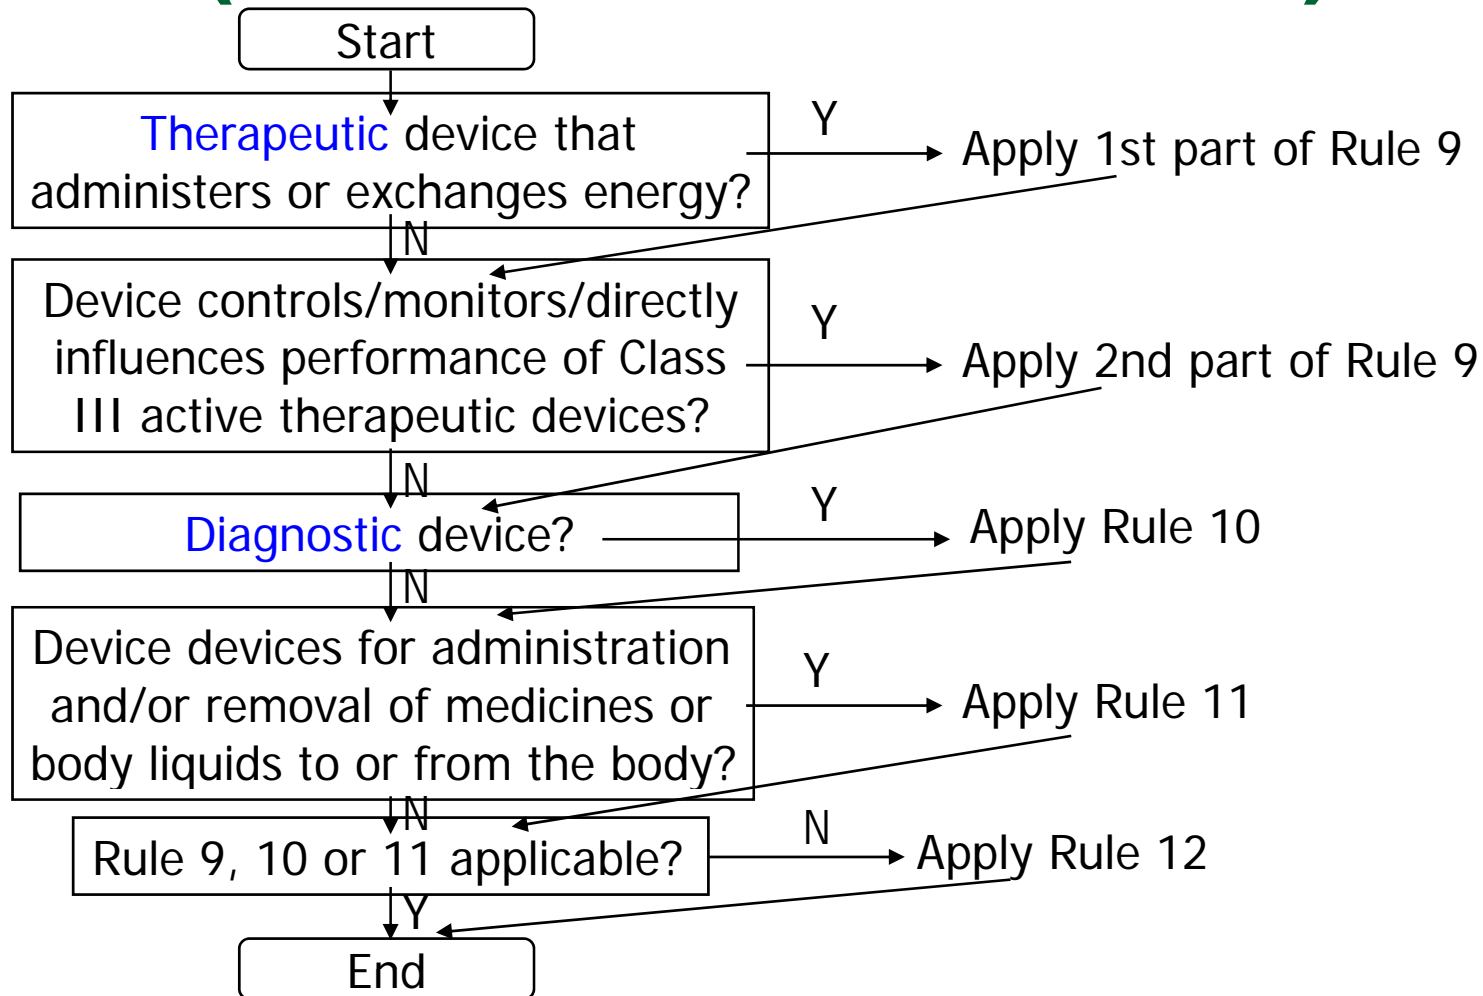 Start
Therapeutic device that
administers or exchanges energy?
Y
Apply 1st part of Rule 9
N
Device controls/monitors/directly
influences performance of Class
III active therapeutic devices?
Y
Apply 2nd part of Rule 9
N
Diagnostic device?
Y
Apply Rule 10
N
Device devices for administration
and/or removal of medicines or
body liquids to or from the body?
Y
Apply Rule 11
N
Rule 9, 10 or 11 applicable?
N
Apply Rule 12
Y
End